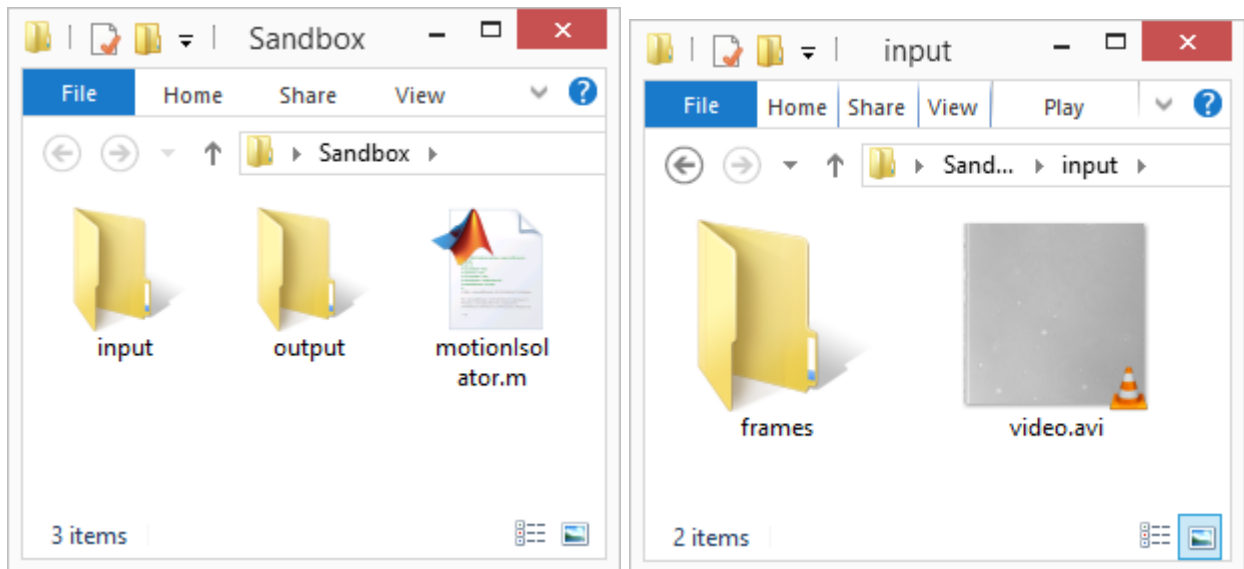 Sandbox
File Home Share View
Sandbox
input
output
motionIsol
ator.m
3 items
input
File Home Share View Play
Sand... input
frames
video.avi
2 items